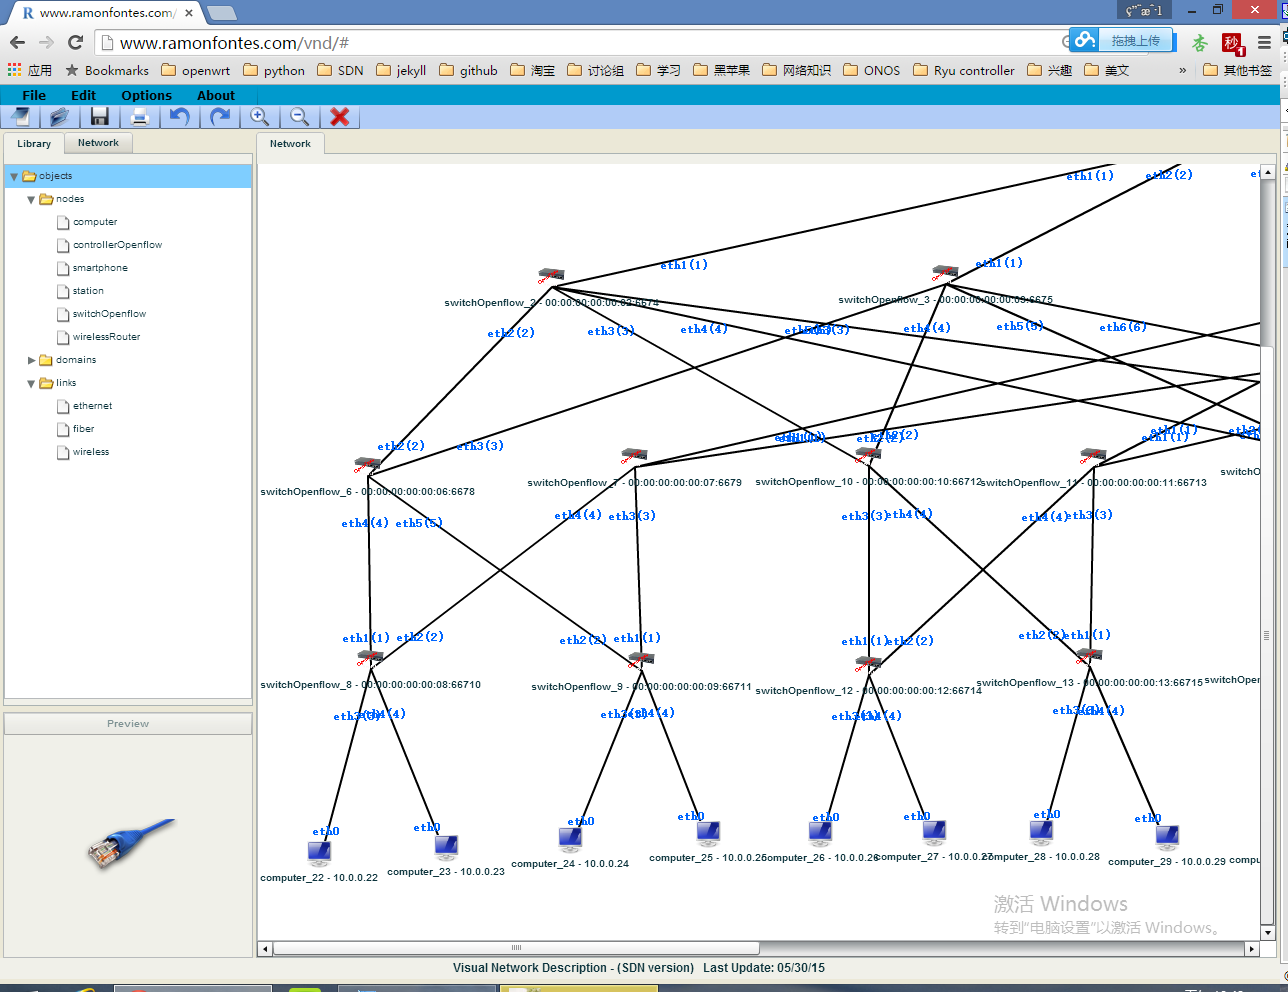 www.ramonfontes.com/
www.ramonfontes.com/vnd/#
拖拽上传
应用 Bookmarks openwrt python SDN jekyll github 淘宝 讨论组 学习 黑苹果 网络知识 ONOS Ryu controller 兴趣 美文 » 其他书签
File Edit Options About
Library Network
Network
objects
nodes
computer
controllerOpenflow
smartphone
station
switchOpenflow
wirelessRouter
domains
links
ethernet
fiber
wireless
Preview
eth1(1) eth2(2)
eth1(1) eth1(1)
switchOpenflow_2 - 00:00:00:00:00:02:6674 switchOpenflow_3 - 00:00:00:00:00:03:6675
eth2(2) eth3(3) eth4(4) eth4(4) eth5(5) eth6(6)
eth2(2) eth3(3) eth2(2) eth1(1)
switchOpenflow_6 - 00:00:00:00:00:06:6678 switchOpenflow_7 - 00:00:00:00:00:07:6679 switchOpenflow_10 - 00:00:00:00:00:10:66712 switchOpenflow_11 - 00:00:00:00:00:11:66713
eth4(4) eth5(5) eth4(4) eth3(3) eth3(3) eth4(4) eth4(4) eth3(3)
eth1(1) eth2(2) eth2(2) eth1(1) eth1(1) eth2(2) eth2(2) eth1(1)
switchOpenflow_8 - 00:00:00:00:00:08:66710 switchOpenflow_9 - 00:00:00:00:00:09:66711 switchOpenflow_12 - 00:00:00:00:00:12:66714 switchOpenflow_13 - 00:00:00:00:00:13:66715
eth3(3) eth4(4) eth3(3) eth4(4) eth3(3) eth4(4) eth3(3) eth4(4)
eth0 eth0 eth0 eth0 eth0 eth0 eth0 eth0
computer_22 - 10.0.0.22 computer_23 - 10.0.0.23 computer_24 - 10.0.0.24 computer_25 - 10.0.0.25 computer_26 - 10.0.0.26 computer_27 - 10.0.0.27 computer_28 - 10.0.0.28 computer_29 - 10.0.0.29
激活 Windows
转到"电脑设置"以激活 Windows。
Visual Network Description - (SDN version) Last Update: 05/30/15